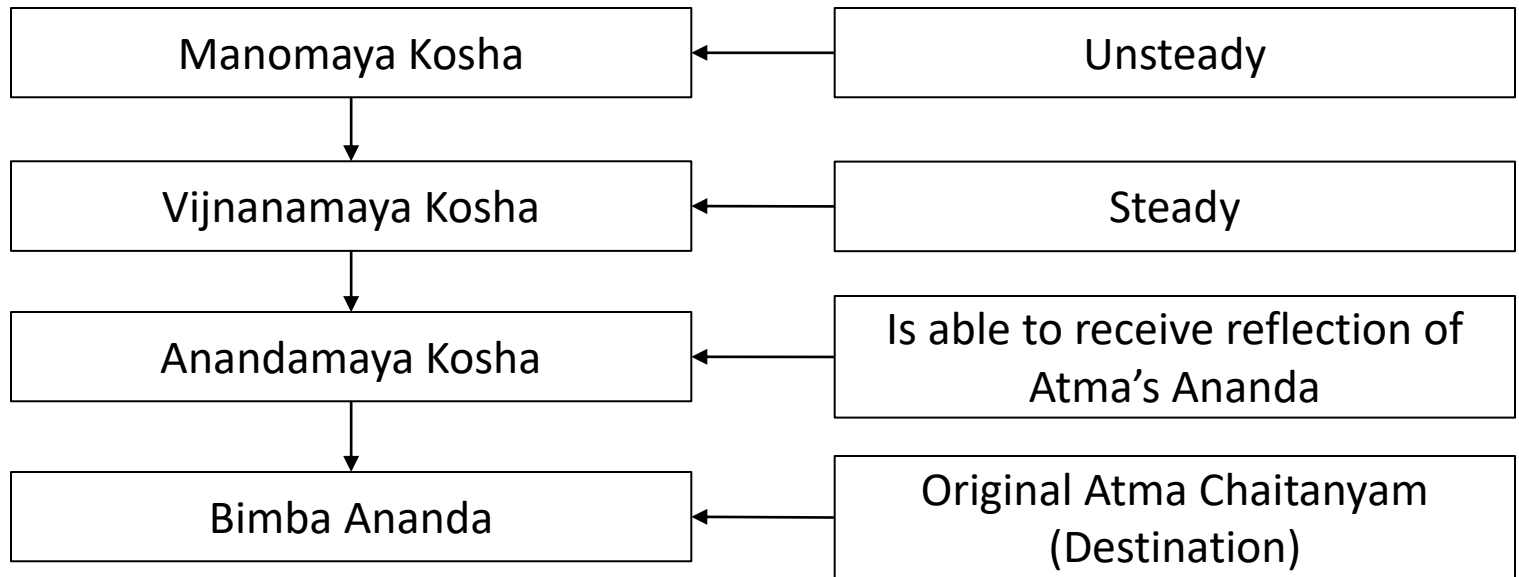 Manomaya Kosha
Unsteady
Vijnanamaya Kosha
Steady
Anandamaya Kosha
Is able to receive reflection of
Atma’s Ananda
Bimba Ananda
Original Atma Chaitanyam
(Destination)